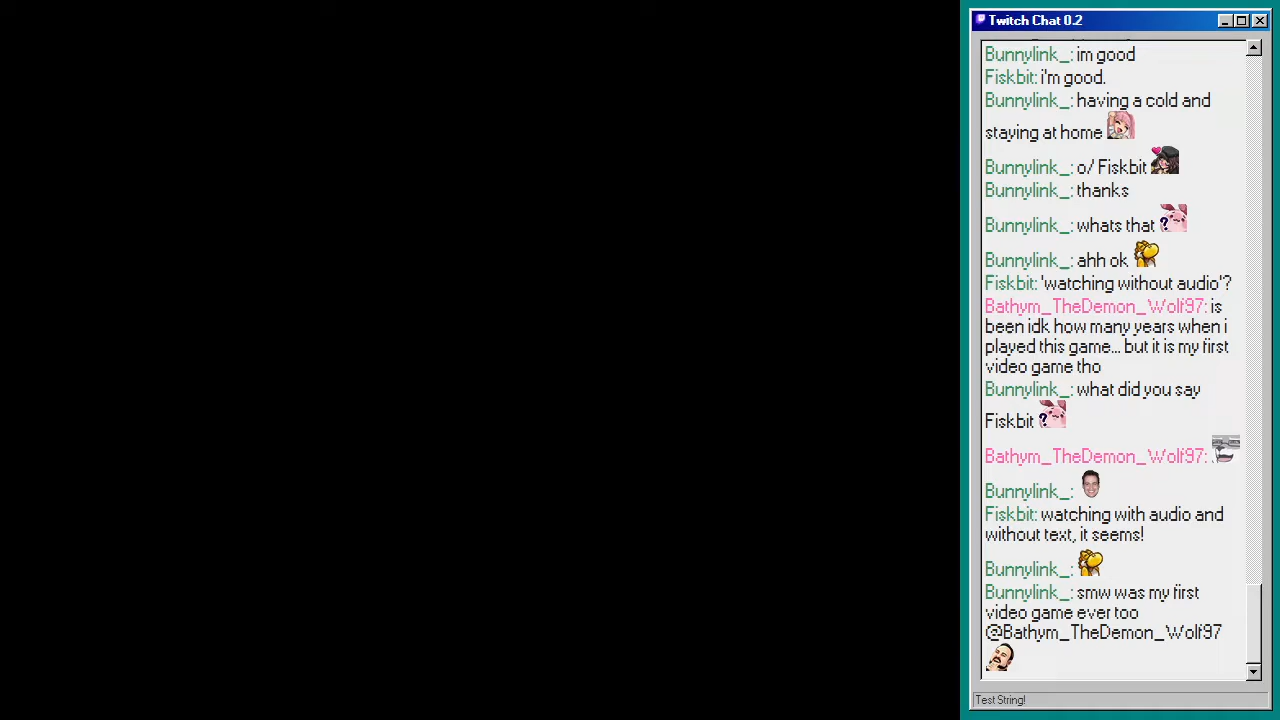 Twitch Chat 0.2
Bunnylink_: im good
Fiskbit: i'm good.
Bunnylink_: having a cold and
staying at home
Bunnylink_: o/ Fiskbit
Bunnylink_: thanks
Bunnylink_: whats that
Bunnylink_: ahh ok
Fiskbit: 'watching without audio'?
Bathym_TheDemon_Wolf97: is
been idk how many years when i
played this game... but it is my first
video game tho
Bunnylink_: what did you say
Fiskbit
Bathym_TheDemon_Wolf97:
Bunnylink_:
Fiskbit: watching with audio and
without text, it seems!
Bunnylink_:
Bunnylink_: smw was my first
video game ever too
@Bathym_TheDemon_Wolf97
Test String!